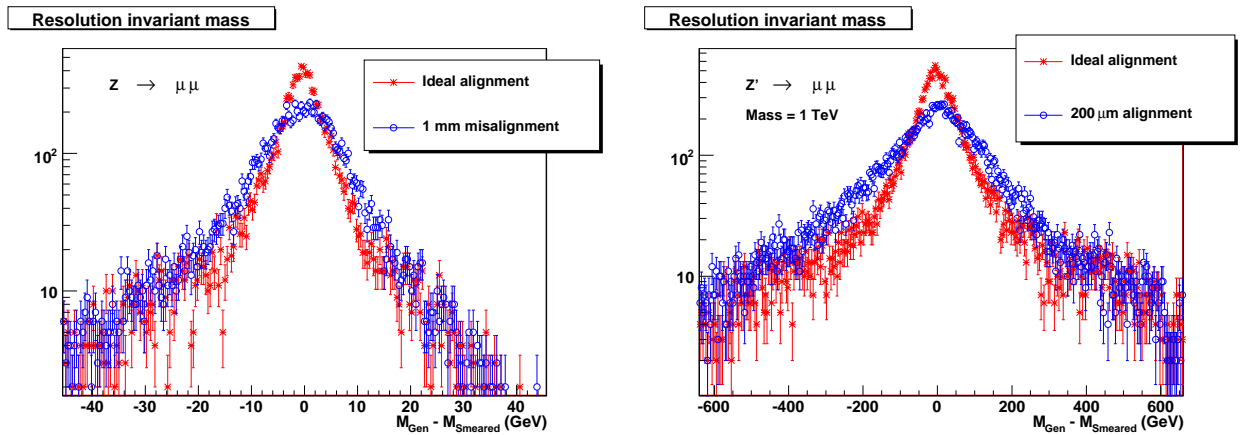 Resolution invariant mass
Z → μ μ
Ideal alignment
1 mm misalignment
10²
10
-40 -30 -20 -10 0 10 20 30 40
M_Gen - M_Smeared (GeV)
Resolution invariant mass
Z' → μ μ
Mass = 1 TeV
Ideal alignment
200 μm alignment
10²
10
-600 -400 -200 0 200 400 600
M_Gen - M_Smeared (GeV)